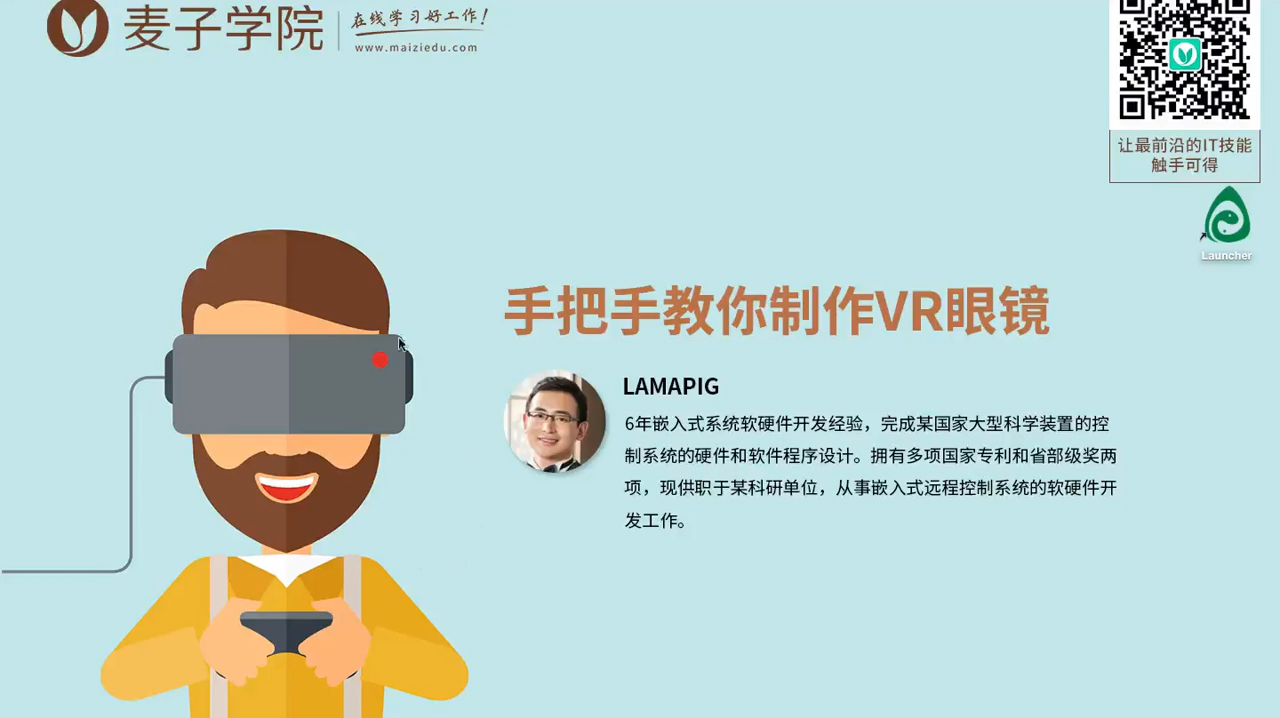 麦子学院
在线学习好工作!
www.maiziedu.com
让最前沿的IT技能
触手可得
Launcher
手把手教你制作VR眼镜
LAMAPIG
6年嵌入式系统软硬件开发经验，完成某国家大型科学装置的控
制系统的硬件和软件程序设计。拥有多项国家专利和省部级奖两
项，现供职于某科研单位，从事嵌入式远程控制系统的软硬件开
发工作。